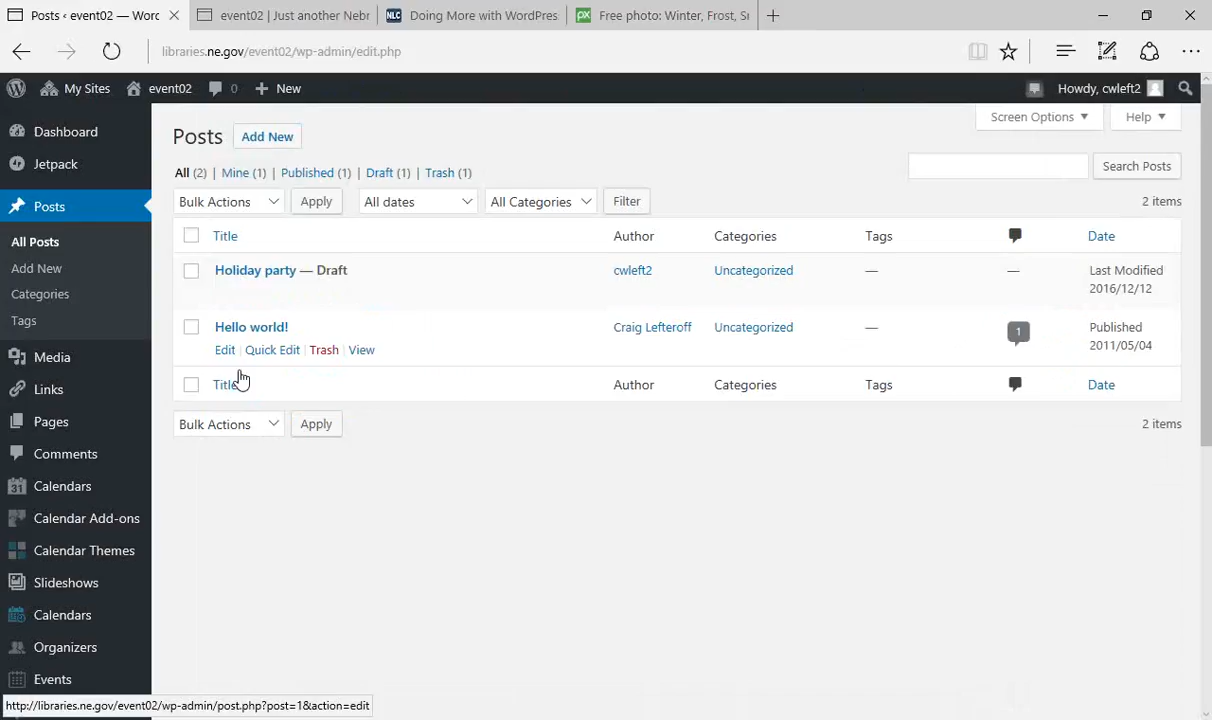 Posts ‹ event02 — Worc
event02 | Just another Nebr
NLC Doing More with WordPres
px Free photo: Winter, Frost, Sr
libraries.ne.gov/event02/wp-admin/edit.php
My Sites event02 0 New Howdy, cwleft2
Screen Options Help
Dashboard
Jetpack
Posts
All Posts
Add New
Categories
Tags
Media
Links
Pages
Comments
31 Calendars
Calendar Add-ons
Calendar Themes
Slideshows
Calendars
Organizers
Events
Posts Add New
All (2) | Mine (1) | Published (1) | Draft (1) | Trash (1)
Search Posts
Bulk Actions Apply All dates All Categories Filter 2 items
Title Author Categories Tags Date
Holiday party — Draft cwleft2 Uncategorized — — Last Modified
2016/12/12
Hello world! Craig Lefteroff Uncategorized — 1 Published
Edit | Quick Edit | Trash | View 2011/05/04
Title Author Categories Tags Date
Bulk Actions Apply 2 items
http://libraries.ne.gov/event02/wp-admin/post.php?post=1&action=edit